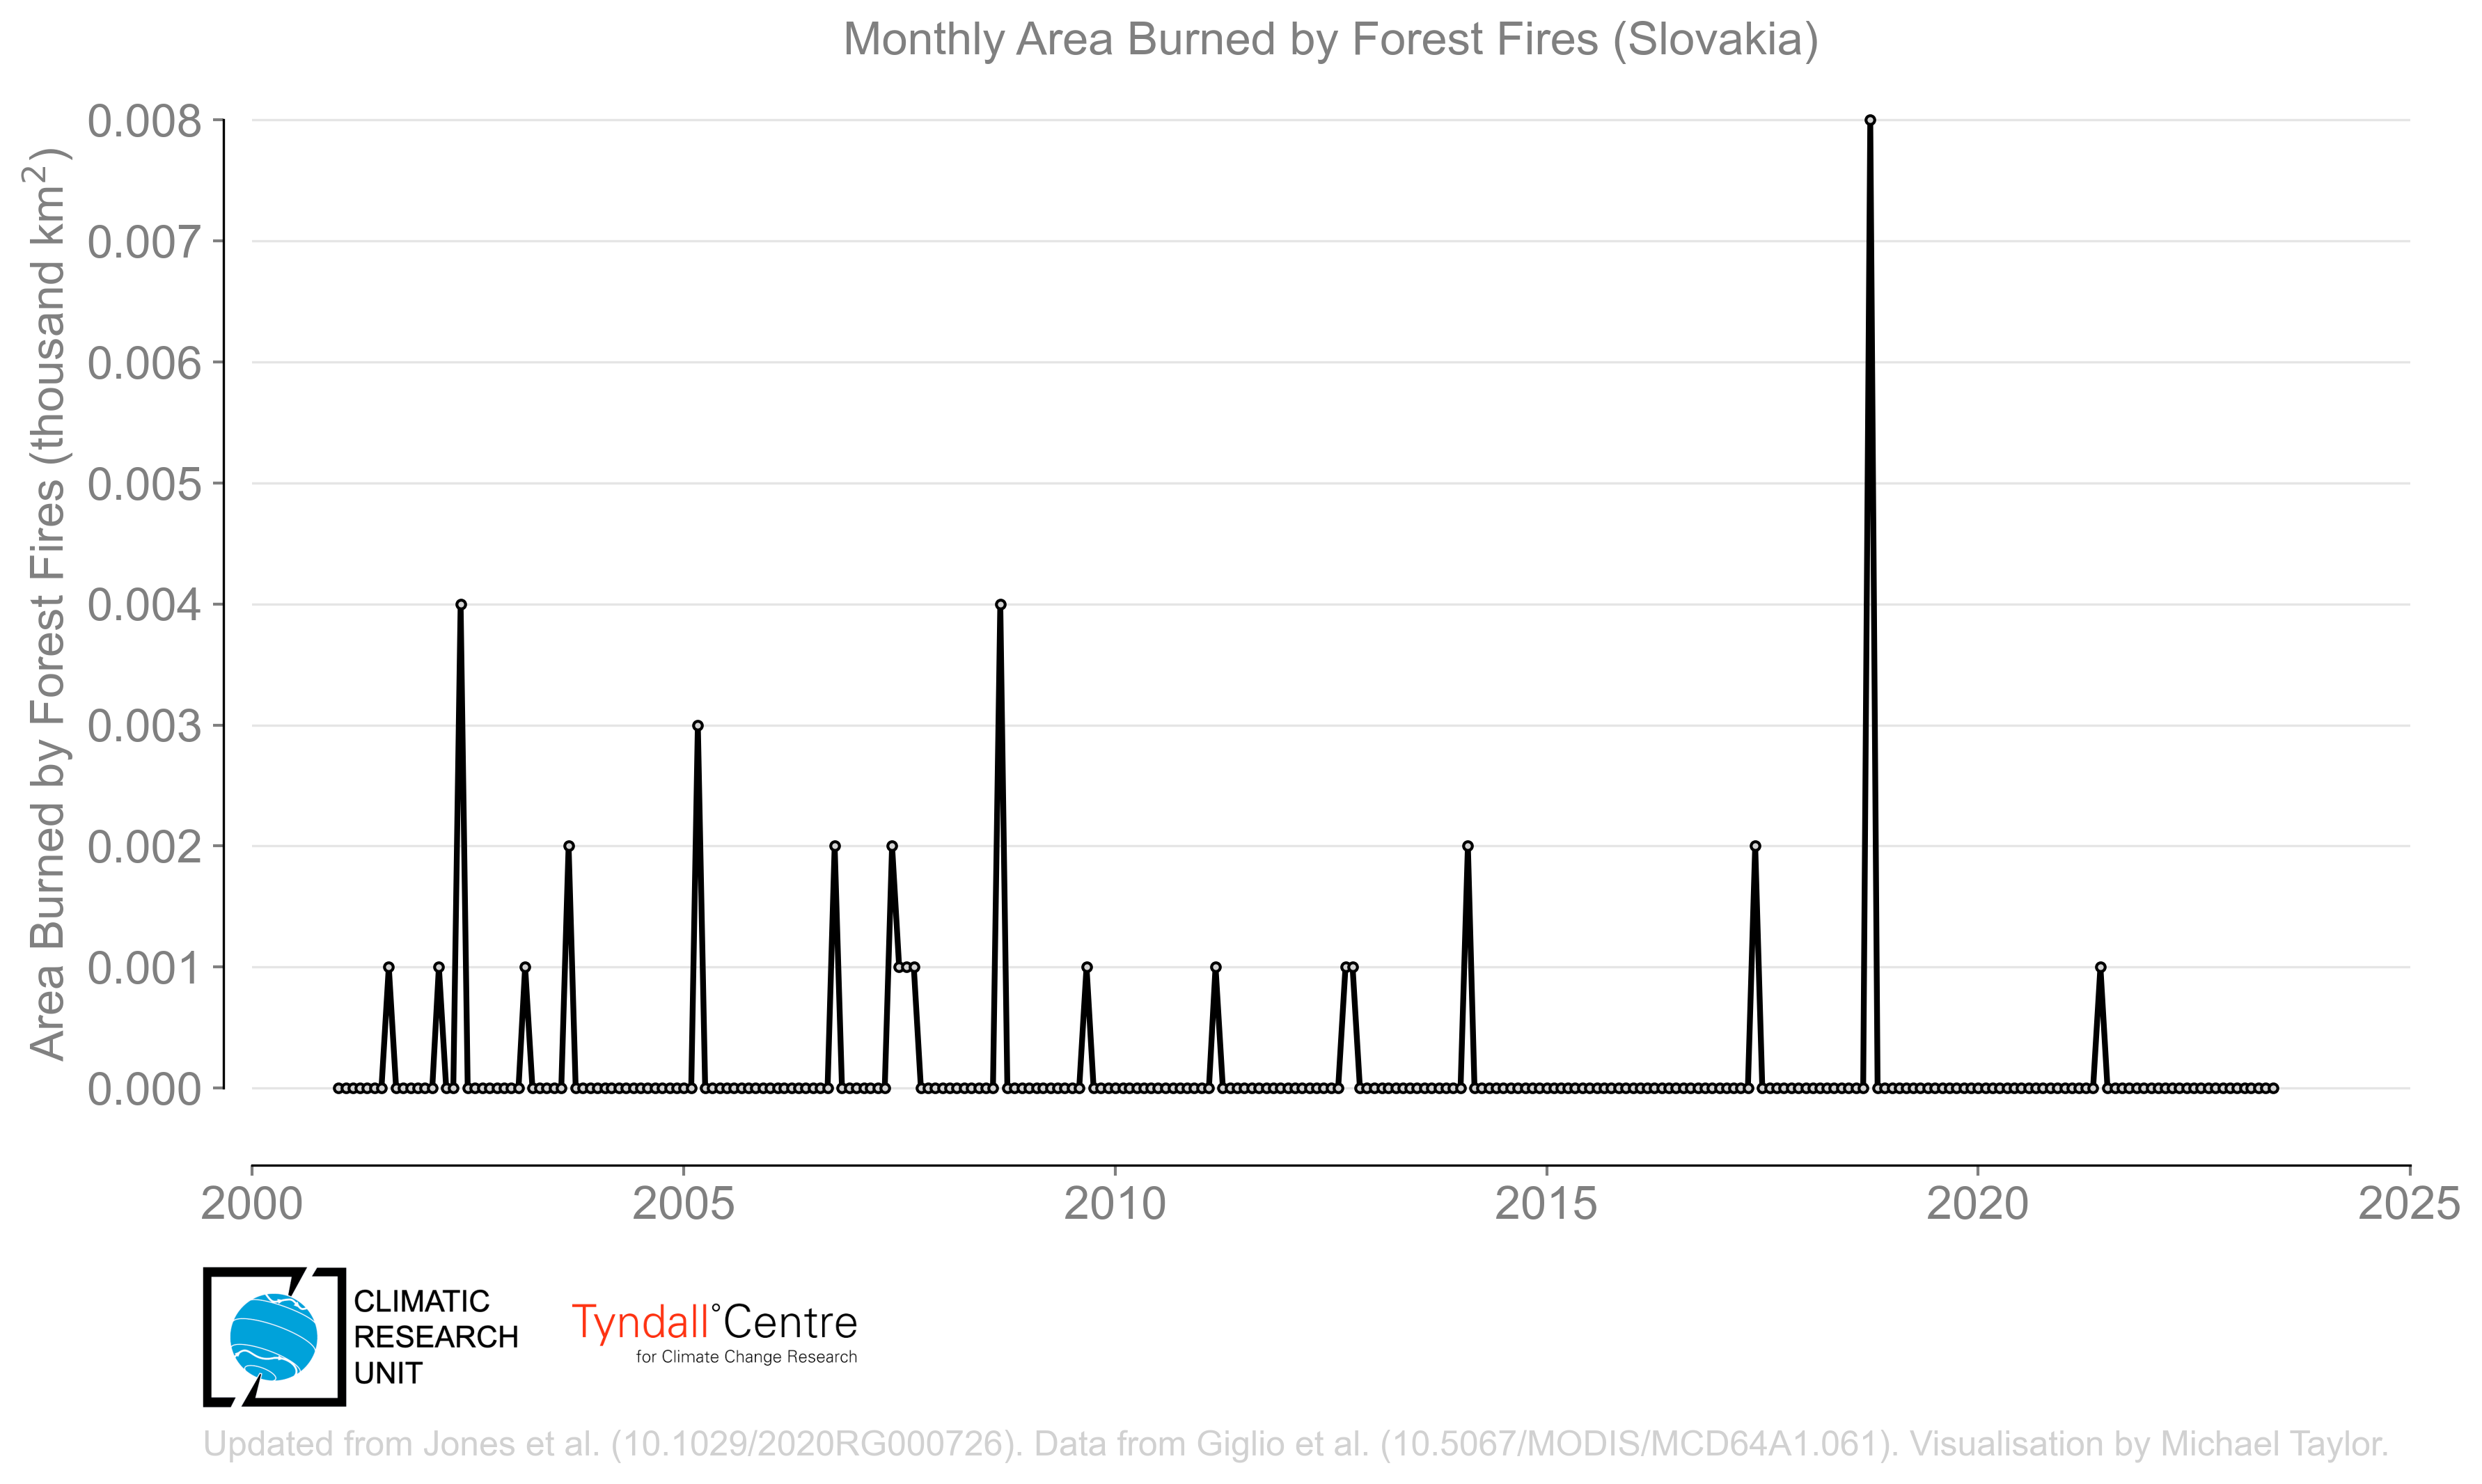 Monthly Area Burned by Forest Fires (Slovakia)
Area Burned by Forest Fires (thousand km²)
0.008
0.007
0.006
0.005
0.004
0.003
0.002
0.001
0.000
2000 2005 2010 2015 2020 2025
CLIMATIC
RESEARCH
UNIT
Tyndall°Centre
for Climate Change Research
Updated from Jones et al. (10.1029/2020RG000726). Data from Giglio et al. (10.5067/MODIS/MCD64A1.061). Visualisation by Michael Taylor.